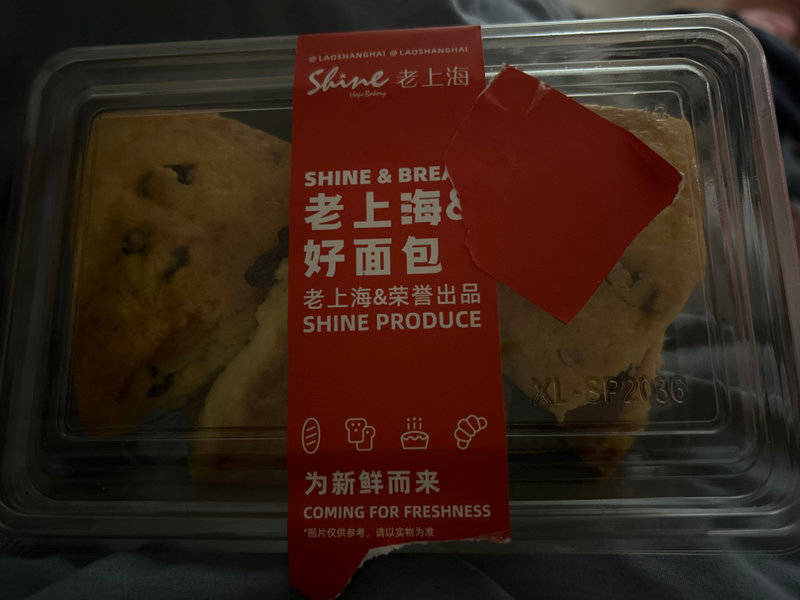 @LAOSHANGHAI @LAOSHANGHAI
Shine 老上海
Hope Bakery
SHINE & BREA
老上海&
好面包
老上海&荣誉出品
SHINE PRODUCE
XL-SP2036
为新鲜而来
COMING FOR FRESHNESS
*图片仅供参考，请以实物为准